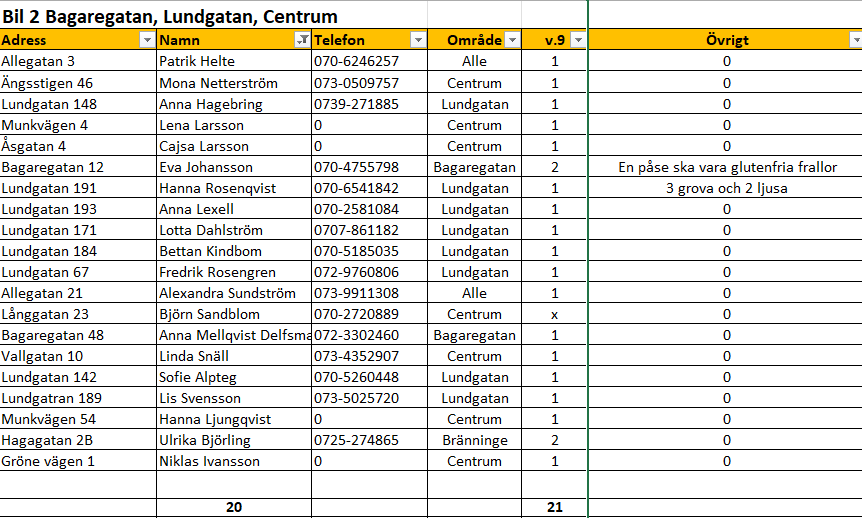 Bil 2 Bagaregatan, Lundgatan, Centrum
Adress Namn Telefon Område v.9 Övrigt
Allegatan 3 Patrik Helte 070-6246257 Alle 1 0
Ängsstigen 46 Mona Netterström 073-0509757 Centrum 1 0
Lundgatan 148 Anna Hagebring 0739-271885 Lundgatan 1 0
Munkvägen 4 Lena Larsson 0 Centrum 1 0
Åsgatan 4 Cajsa Larsson 0 Centrum 1 0
Bagaregatan 12 Eva Johansson 070-4755798 Bagaregatan 2 En påse ska vara glutenfria frallor
Lundgatan 191 Hanna Rosenqvist 070-6541842 Lundgatan 1 3 grova och 2 ljusa
Lundgatan 193 Anna Lexell 070-2581084 Lundgatan 1 0
Lundgatan 171 Lotta Dahlström 0707-861182 Lundgatan 1 0
Lundgatan 184 Bettan Kindbom 070-5185035 Lundgatan 1 0
Lundgatan 67 Fredrik Rosengren 072-9760806 Lundgatan 1 0
Allegatan 21 Alexandra Sundström 073-9911308 Alle 1 0
Långgatan 23 Björn Sandblom 070-2720889 Centrum x 0
Bagaregatan 48 Anna Mellqvist Delfsma 072-3302460 Bagaregatan 1 0
Vallgatan 10 Linda Snäll 073-4352907 Centrum 1 0
Lundgatan 142 Sofie Alpteg 070-5260448 Lundgatan 1 0
Lundgatran 189 Lis Svensson 073-5025720 Lundgatan 1 0
Munkvägen 54 Hanna Ljungqvist 0 Centrum 1 0
Hagagatan 2B Ulrika Björling 0725-274865 Bränninge 2 0
Gröne vägen 1 Niklas Ivansson 0 Centrum 1 0
20 21